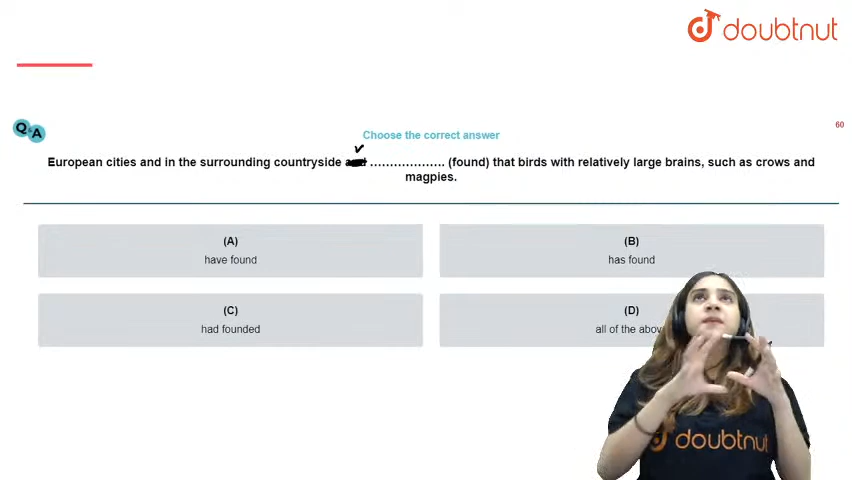 doubtnut
Q&A
60
Choose the correct answer
European cities and in the surrounding countryside and ................... (found) that birds with relatively large brains, such as crows and
magpies.
(A)
have found
(B)
has found
(C)
had founded
(D)
all of the abov
doubtnut